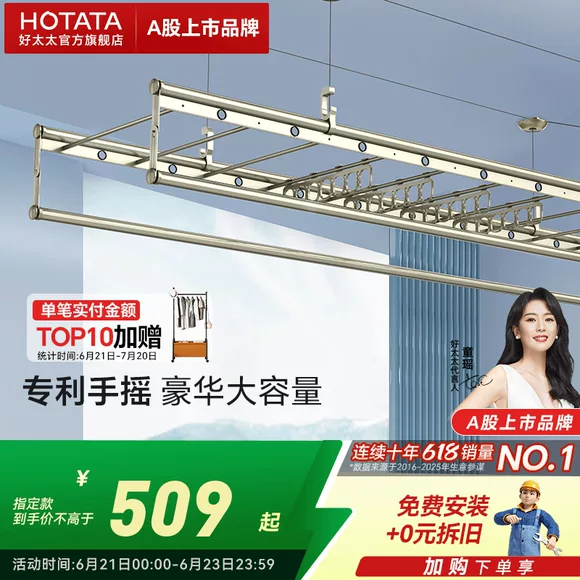 HOTATA
好太太官方旗舰店
A股上市品牌
单笔实付金额
TOP10加赠
统计时间:6月21日-7月20日
专利手摇 豪华大容量
童瑶
好太太代言人
A股上市品牌
连续十年618销量
*数据来源于2016-2025年生意参谋
NO.1
指定款
到手价不高于
¥
509 起
免费安装
+0元拆旧
活动时间:6月21日00:00-6月23日23:59
加购下单享